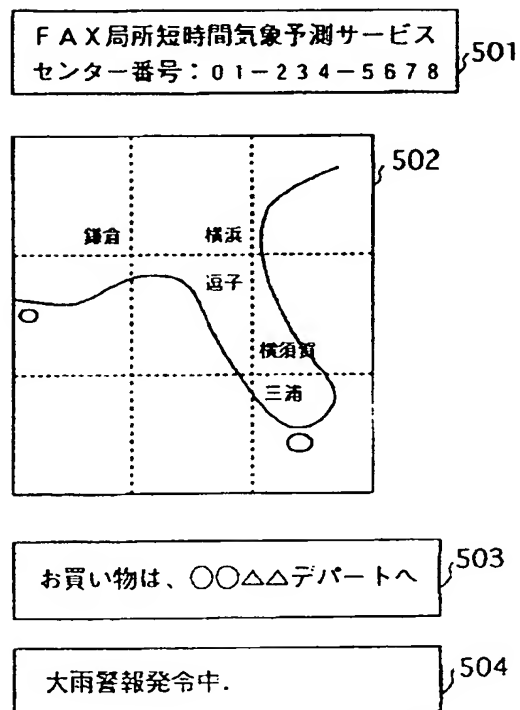 FAX局所短時間気象予測サービス
センター番号:01-234-5678
501
502
鎌倉 横浜
逗子
横須賀
三浦
お買い物は、○○△△デパートへ
503
大雨警報発令中.
504